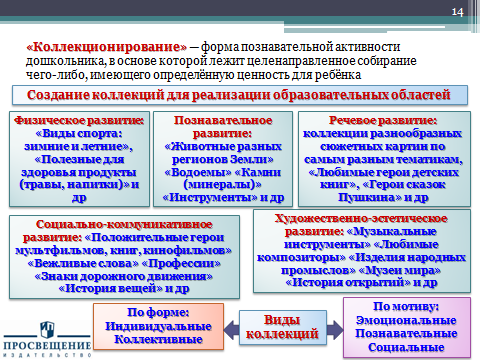 14
«Коллекционирование» — форма познавательной активности
дошкольника, в основе которой лежит целенаправленное собирание
чего-либо, имеющего определённую ценность для ребёнка
Создание коллекций для реализации образовательных областей
Физическое развитие:
«Виды спорта:
зимние и летние»,
«Полезные для
здоровья продукты
(травы, напитки)» и
др
Познавательное
развитие:
«Животные разных
регионов Земли»
«Водоемы» «Камни
(минералы)»
«Инструменты» и др
Речевое развитие:
коллекции разнообразных
сюжетных картин по
самым разным тематикам,
«Любимые герои детских
книг», «Герои сказок
Пушкина» и др
Социально-коммуникативное
развитие: «Положительные герои
мультфильмов, книг, кинофильмов»
«Вежливые слова» «Профессии»
«Знаки дорожного движения»
«История вещей» и др
Художественно-эстетическое
развитие: «Музыкальные
инструменты» «Любимые
композиторы» «Изделия народных
промыслов» «Музеи мира»
«История открытий» и др
По форме:
Индивидуальные
Коллективные
Виды
коллекций
По мотиву:
Эмоциональные
Познавательные
Социальные
ПРОСВЕЩЕНИЕ
ИЗДАТЕЛЬСТВО